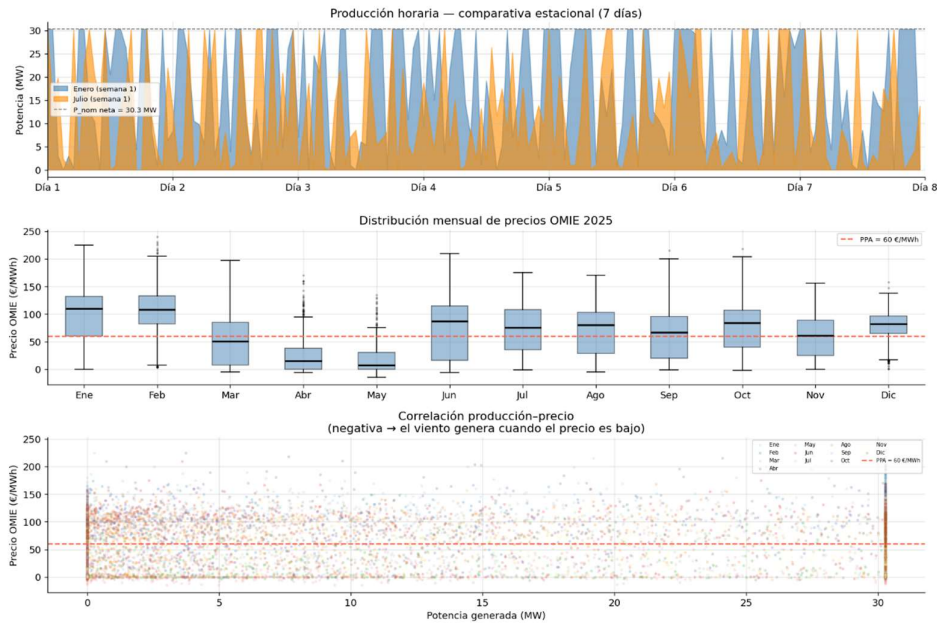 Producción horaria — comparativa estacional (7 días)
30
25
20
15
10
5
0
Potencia (MW)
Enero (semana 1)
Julio (semana 1)
P_nom neta = 30.3 MW
Día 1 Día 2 Día 3 Día 4 Día 5 Día 6 Día 7 Día 8
Distribución mensual de precios OMIE 2025
250
200
150
100
50
0
Precio OMIE (€/MWh)
PPA = 60 €/MWh
Ene Feb Mar Abr May Jun Jul Ago Sep Oct Nov Dic
Correlación producción–precio
(negativa → el viento genera cuando el precio es bajo)
250
200
150
100
50
0
Precio OMIE (€/MWh)
Ene May Ago Nov
Feb Jun Sep Dic
Mar Jul Oct PPA = 60 €/MWh
Abr
0 5 10 15 20 25 30
Potencia generada (MW)